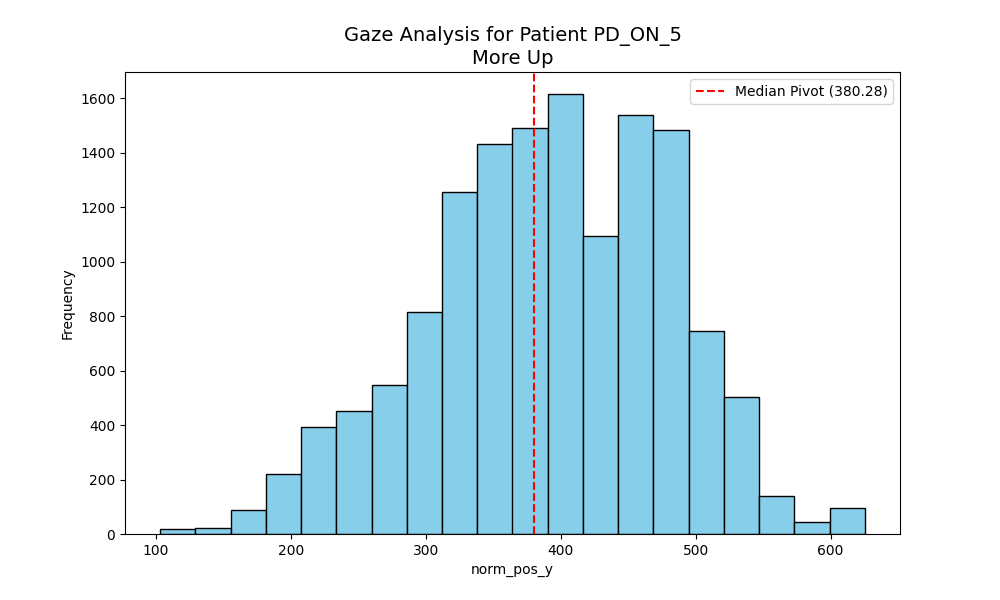 Gaze Analysis for Patient PD_ON_5
More Up
Median Pivot (380.28)
1600
1400
1200
1000
800
600
400
200
0
Frequency
100 200 300 400 500 600
norm_pos_y